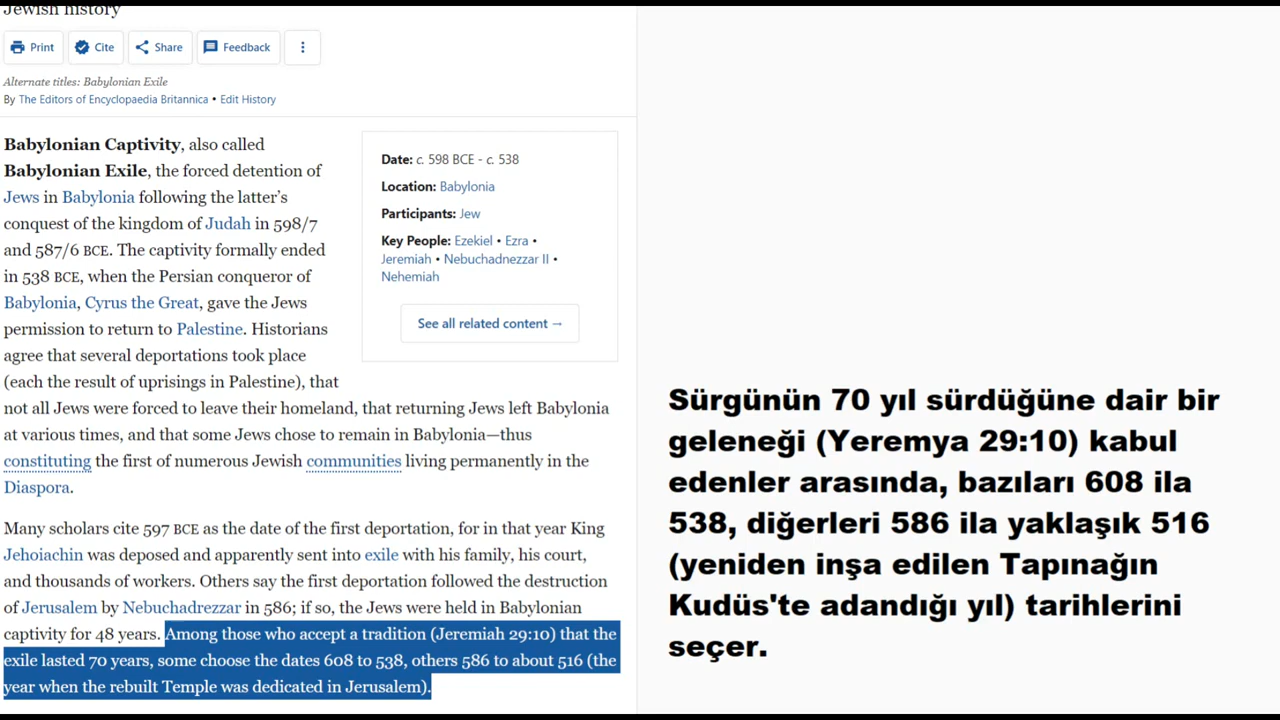 Jewish history
Print Cite Share Feedback
Alternate titles: Babylonian Exile
By The Editors of Encyclopaedia Britannica • Edit History
Babylonian Captivity, also called
Babylonian Exile, the forced detention of
Jews in Babylonia following the latter’s
conquest of the kingdom of Judah in 598/7
and 587/6 BCE. The captivity formally ended
in 538 BCE, when the Persian conqueror of
Babylonia, Cyrus the Great, gave the Jews
permission to return to Palestine. Historians
agree that several deportations took place
(each the result of uprisings in Palestine), that
not all Jews were forced to leave their homeland, that returning Jews left Babylonia
at various times, and that some Jews chose to remain in Babylonia—thus
constituting the first of numerous Jewish communities living permanently in the
Diaspora.
Date: c. 598 BCE - c. 538
Location: Babylonia
Participants: Jew
Key People: Ezekiel • Ezra •
Jeremiah • Nebuchadnezzar II •
Nehemiah
See all related content →
Many scholars cite 597 BCE as the date of the first deportation, for in that year King
Jehoiachin was deposed and apparently sent into exile with his family, his court,
and thousands of workers. Others say the first deportation followed the destruction
of Jerusalem by Nebuchadrezzar in 586; if so, the Jews were held in Babylonian
captivity for 48 years. Among those who accept a tradition (Jeremiah 29:10) that the
exile lasted 70 years, some choose the dates 608 to 538, others 586 to about 516 (the
year when the rebuilt Temple was dedicated in Jerusalem).
Sürgünün 70 yıl sürdüğüne dair bir
geleneği (Yeremya 29:10) kabul
edenler arasında, bazıları 608 ila
538, diğerleri 586 ila yaklaşık 516
(yeniden inşa edilen Tapınağın
Kudüs'te adandığı yıl) tarihlerini
seçer.